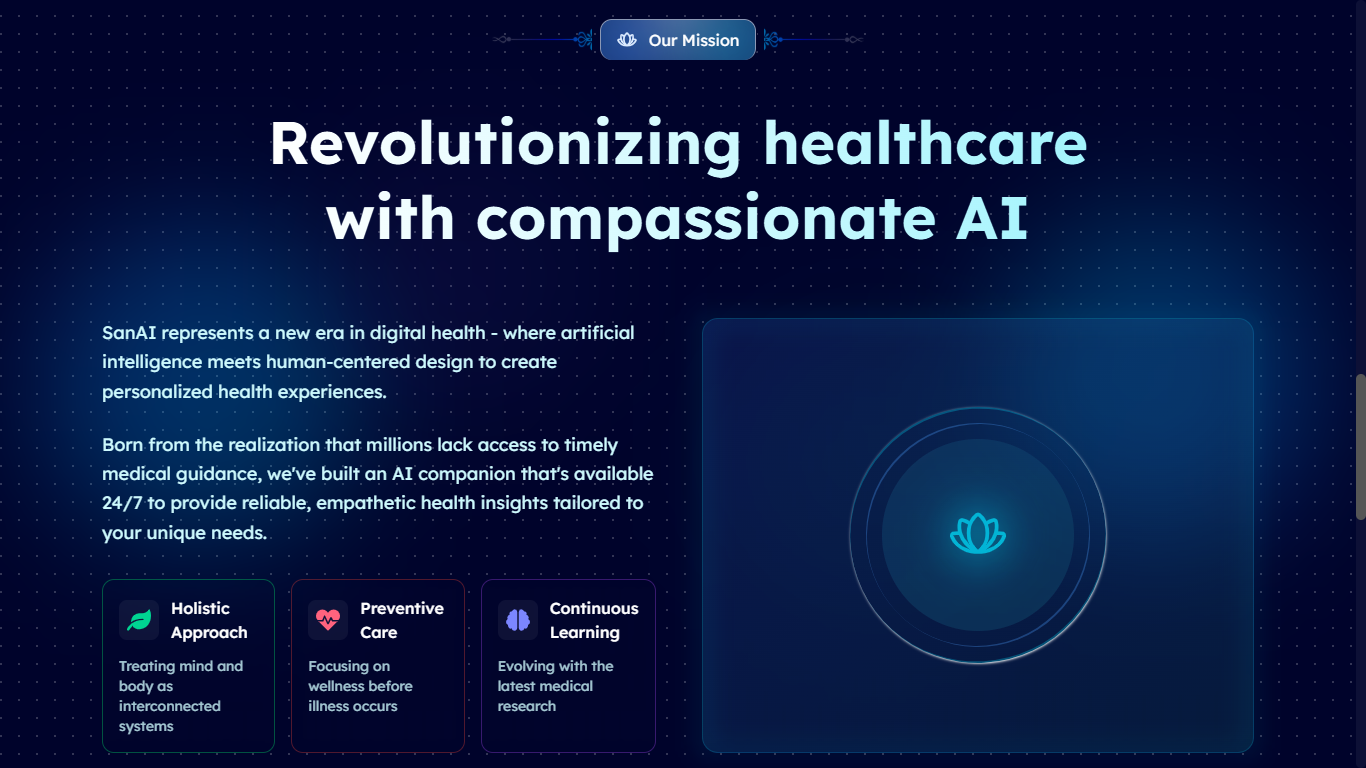 Our Mission
Revolutionizing healthcare
with compassionate AI
SanAI represents a new era in digital health - where artificial
intelligence meets human-centered design to create
personalized health experiences.
Born from the realization that millions lack access to timely
medical guidance, we've built an AI companion that's available
24/7 to provide reliable, empathetic health insights tailored to
your unique needs.
Holistic
Approach
Treating mind and
body as
interconnected
systems
Preventive
Care
Focusing on
wellness before
illness occurs
Continuous
Learning
Evolving with the
latest medical
research